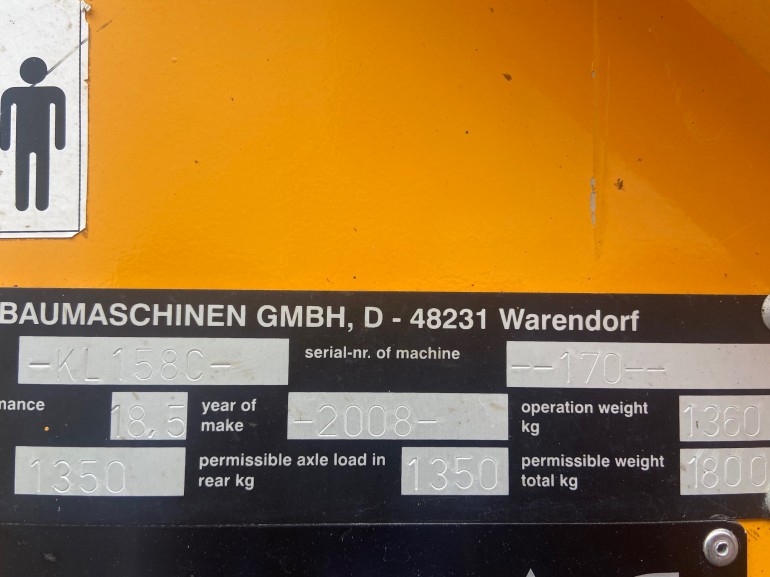 BAUMASCHINEN GMBH, D - 48231 Warendorf
-KL158C- serial-nr. of machine --170--
mance 18,5 year of make -2008- operation weight kg 1360
1350 permissible axle load in rear kg 1350 permissible weight total kg 1800